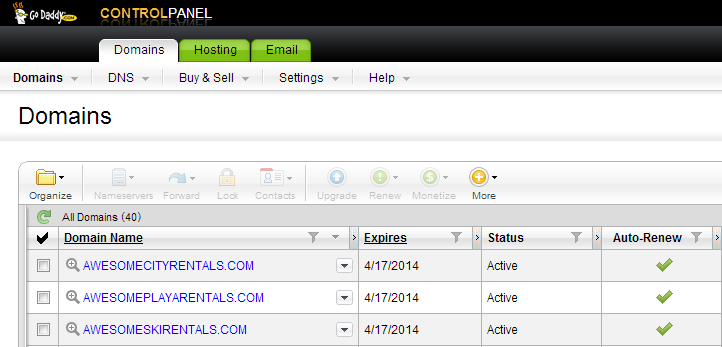 Go Daddy.COM CONTROLPANEL
Domains Hosting Email
Domains DNS Buy & Sell Settings Help
Domains
Organize Nameservers Forward Lock Contacts Upgrade Renew Monetize More
All Domains (40)
Domain Name Expires Status Auto-Renew
AWESOMECITYRENTALS.COM 4/17/2014 Active
AWESOMEPLAYARENTALS.COM 4/17/2014 Active
AWESOMESKIRENTALS.COM 4/17/2014 Active